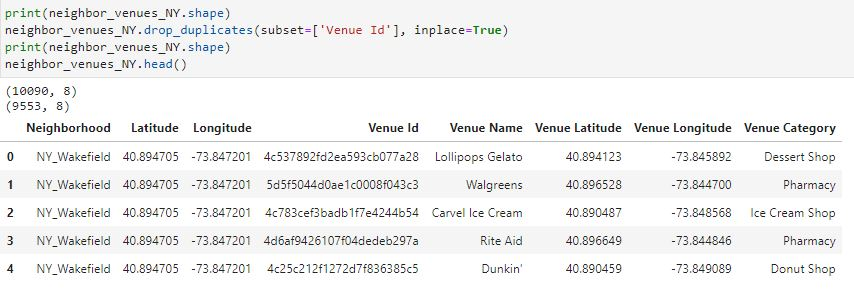 print(neighbor_venues_NY.shape)
neighbor_venues_NY.drop_duplicates(subset=['Venue Id'], inplace=True)
print(neighbor_venues_NY.shape)
neighbor_venues_NY.head()
(10090, 8)
(9553, 8)
Neighborhood Latitude Longitude Venue Id Venue Name Venue Latitude Venue Longitude Venue Category
0 NY_Wakefield 40.894705 -73.847201 4c537892fd2ea593cb077a28 Lollipops Gelato 40.894123 -73.845892 Dessert Shop
1 NY_Wakefield 40.894705 -73.847201 5d5f5044d0ae1c0008f043c3 Walgreens 40.896528 -73.844700 Pharmacy
2 NY_Wakefield 40.894705 -73.847201 4c783cef3badb1f7e4244b54 Carvel Ice Cream 40.890487 -73.848568 Ice Cream Shop
3 NY_Wakefield 40.894705 -73.847201 4d6af9426107f04dedeb297a Rite Aid 40.896649 -73.844846 Pharmacy
4 NY_Wakefield 40.894705 -73.847201 4c25c212f1272d7f836385c5 Dunkin' 40.890459 -73.849089 Donut Shop